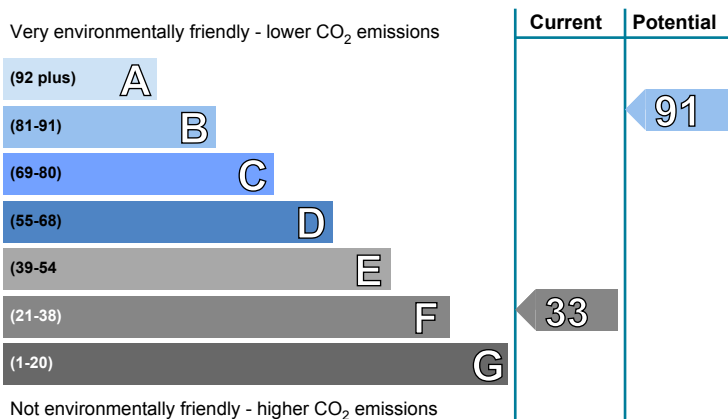 Current Potential
Very environmentally friendly - lower CO2 emissions
(92 plus) A
(81-91) B
91
(69-80) C
(55-68) D
(39-54 E
(21-38) F
33
(1-20) G
Not environmentally friendly - higher CO2 emissions